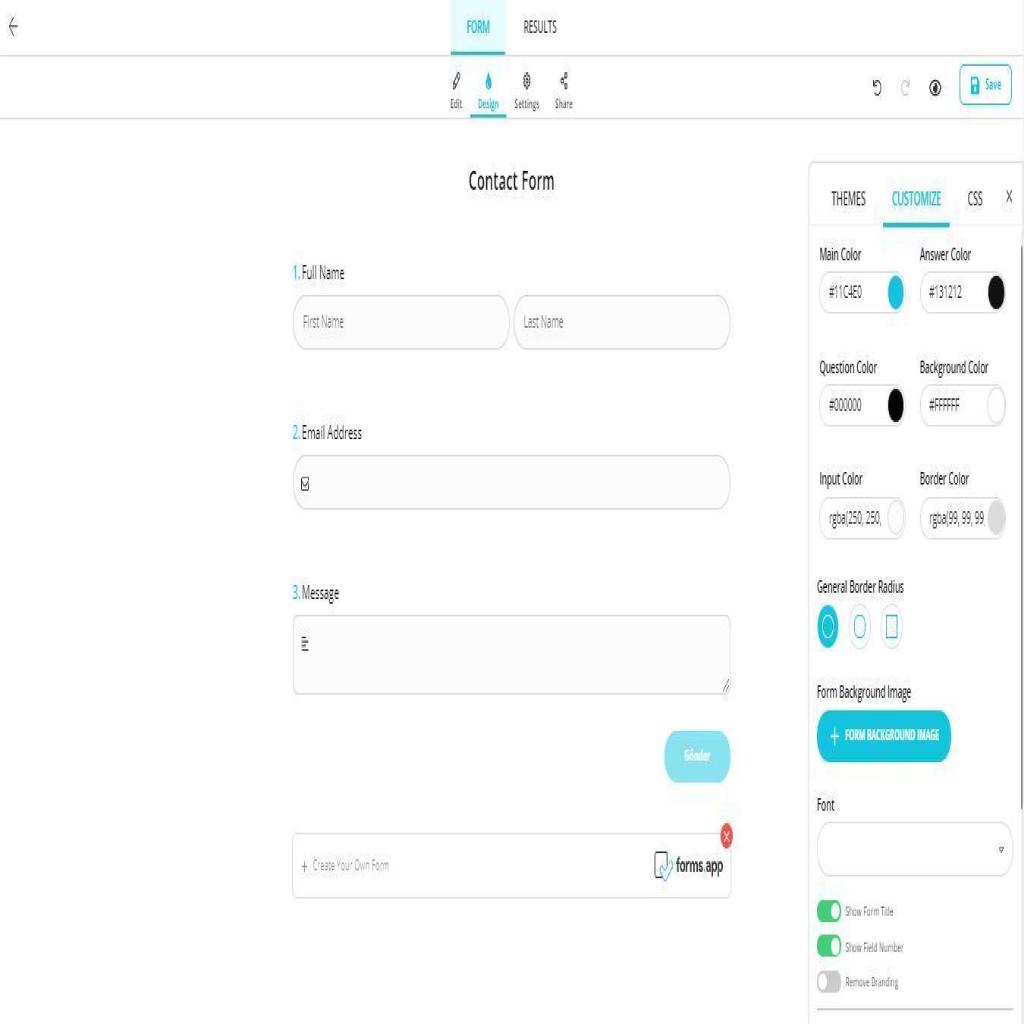 FORM RESULTS
Edit Design Settings Share
Save
Contact Form
1. Full Name
First Name Last Name
2. Email Address
3. Message
Gönder
+ Create Your Own Form
forms.app
THEMES CUSTOMIZE CSS X
Main Color Answer Color
#11C4E0 #131212
Question Color Background Color
#000000 #FFFFFF
Input Color Border Color
rgba(250, 250, rgba(99, 99, 99
General Border Radius
Form Background Image
+ FORM BACKGROUND IMAGE
Font
Show Form Title
Show Field Number
Remove Branding